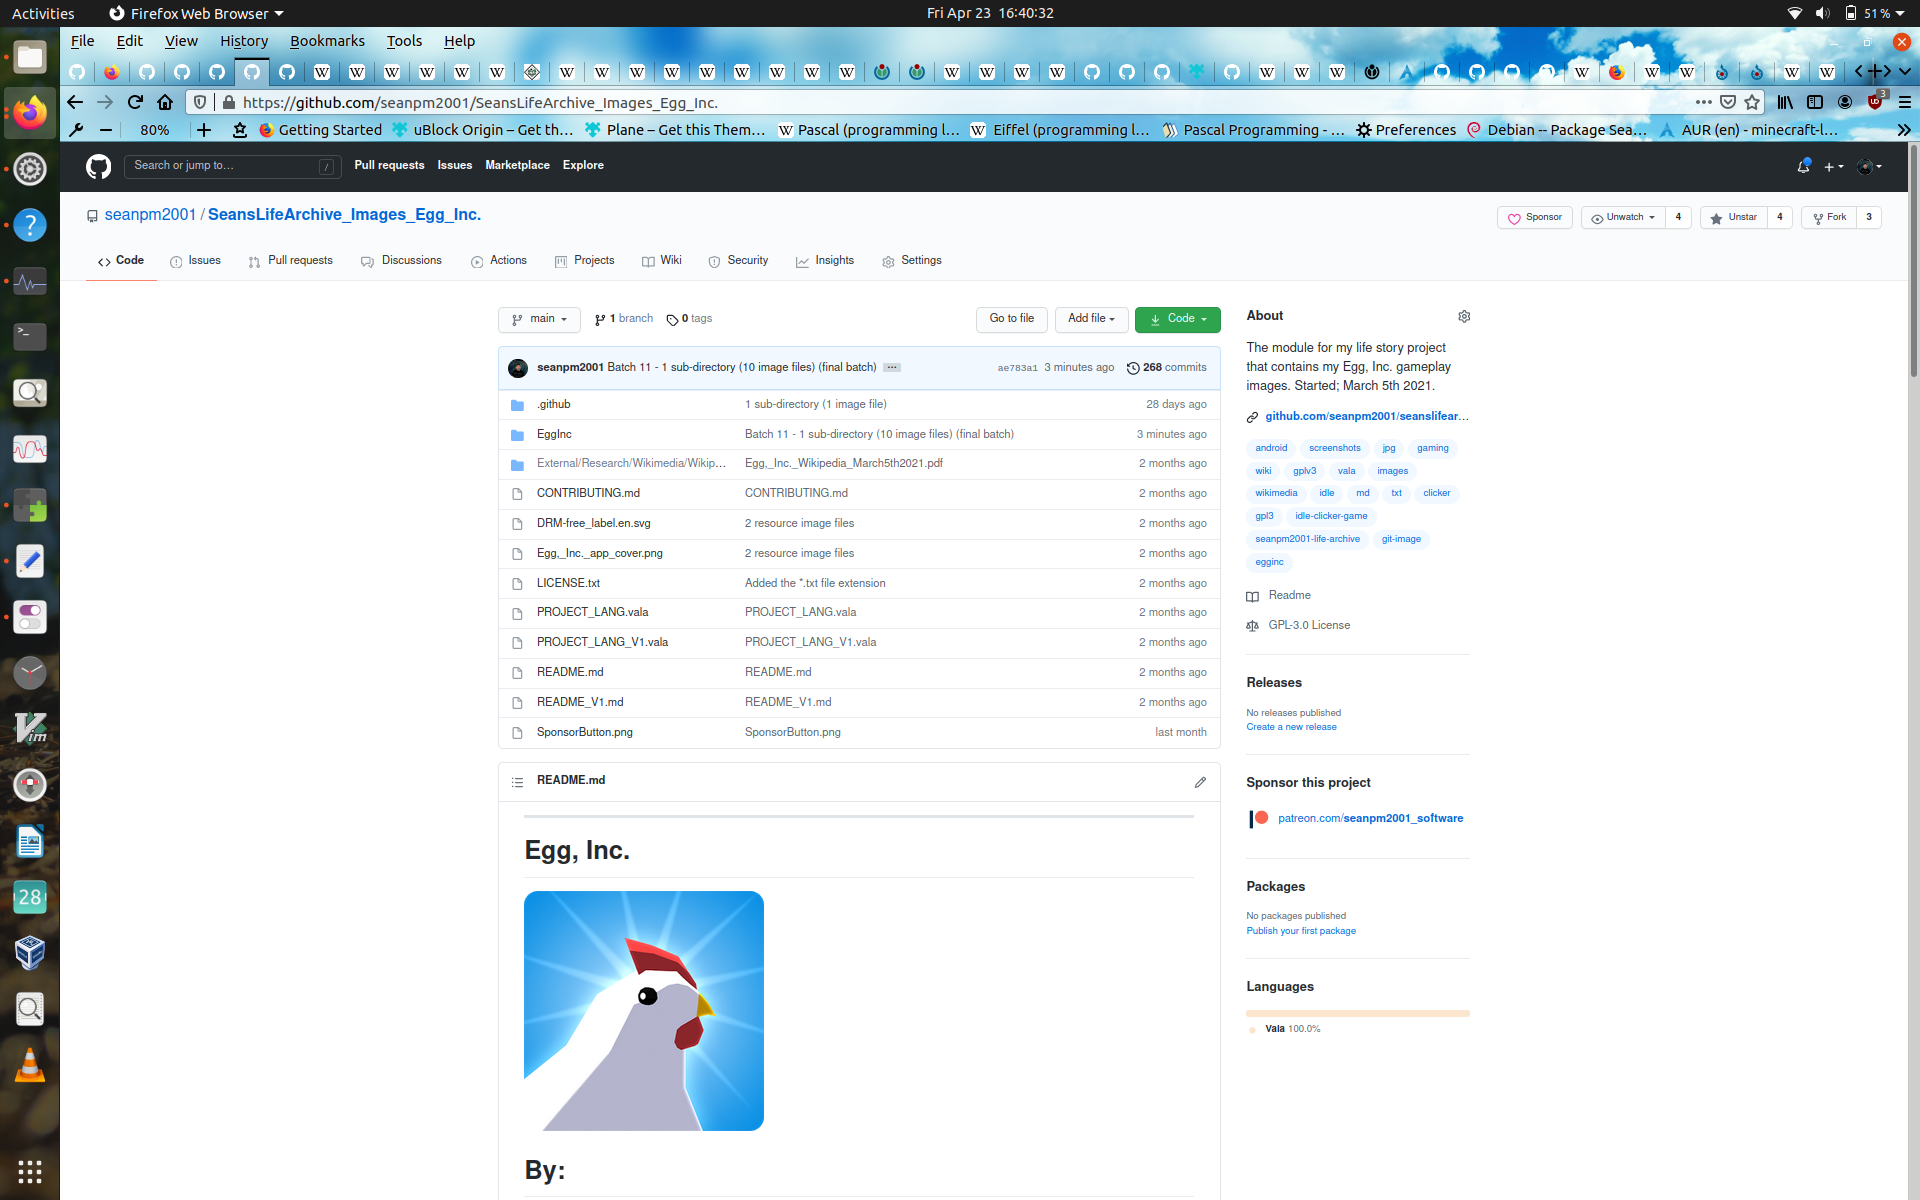 Activities Firefox Web Browser Fri Apr 23 16:40:32 51 %
File Edit View History Bookmarks Tools Help
https://github.com/seanpm2001/SeansLifeArchive_Images_Egg_Inc. 3
80% Getting Started uBlock Origin – Get th… Plane – Get this Them… Pascal (programming l… Eiffel (programming l… Pascal Programming - … Preferences Debian -- Package Sea… AUR (en) - minecraft-l…
Search or jump to… / Pull requests Issues Marketplace Explore
seanpm2001 / SeansLifeArchive_Images_Egg_Inc. Sponsor Unwatch 4 Unstar 4 Fork 3
Code Issues Pull requests Discussions Actions Projects Wiki Security Insights Settings
main 1 branch 0 tags Go to file Add file Code
seanpm2001 Batch 11 - 1 sub-directory (10 image files) (final batch) ae783a1 3 minutes ago 268 commits
.github 1 sub-directory (1 image file) 28 days ago
EggInc Batch 11 - 1 sub-directory (10 image files) (final batch) 3 minutes ago
External/Research/Wikimedia/Wikip… Egg,_Inc._Wikipedia_March5th2021.pdf 2 months ago
CONTRIBUTING.md CONTRIBUTING.md 2 months ago
DRM-free_label.en.svg 2 resource image files 2 months ago
Egg,_Inc._app_cover.png 2 resource image files 2 months ago
LICENSE.txt Added the *.txt file extension 2 months ago
PROJECT_LANG.vala PROJECT_LANG.vala 2 months ago
PROJECT_LANG_V1.vala PROJECT_LANG_V1.vala 2 months ago
README.md README.md 2 months ago
README_V1.md README_V1.md 2 months ago
SponsorButton.png SponsorButton.png last month
README.md
Egg, Inc.
By:
About
The module for my life story project
that contains my Egg, Inc. gameplay
images. Started; March 5th 2021.
github.com/seanpm2001/seanslifear…
android screenshots jpg gaming
wiki gplv3 vala images
wikimedia idle md txt clicker
gpl3 idle-clicker-game
seanpm2001-life-archive git-image
egginc
Readme
GPL-3.0 License
Releases
No releases published
Create a new release
Sponsor this project
patreon.com/seanpm2001_software
Packages
No packages published
Publish your first package
Languages
Vala 100.0%
28